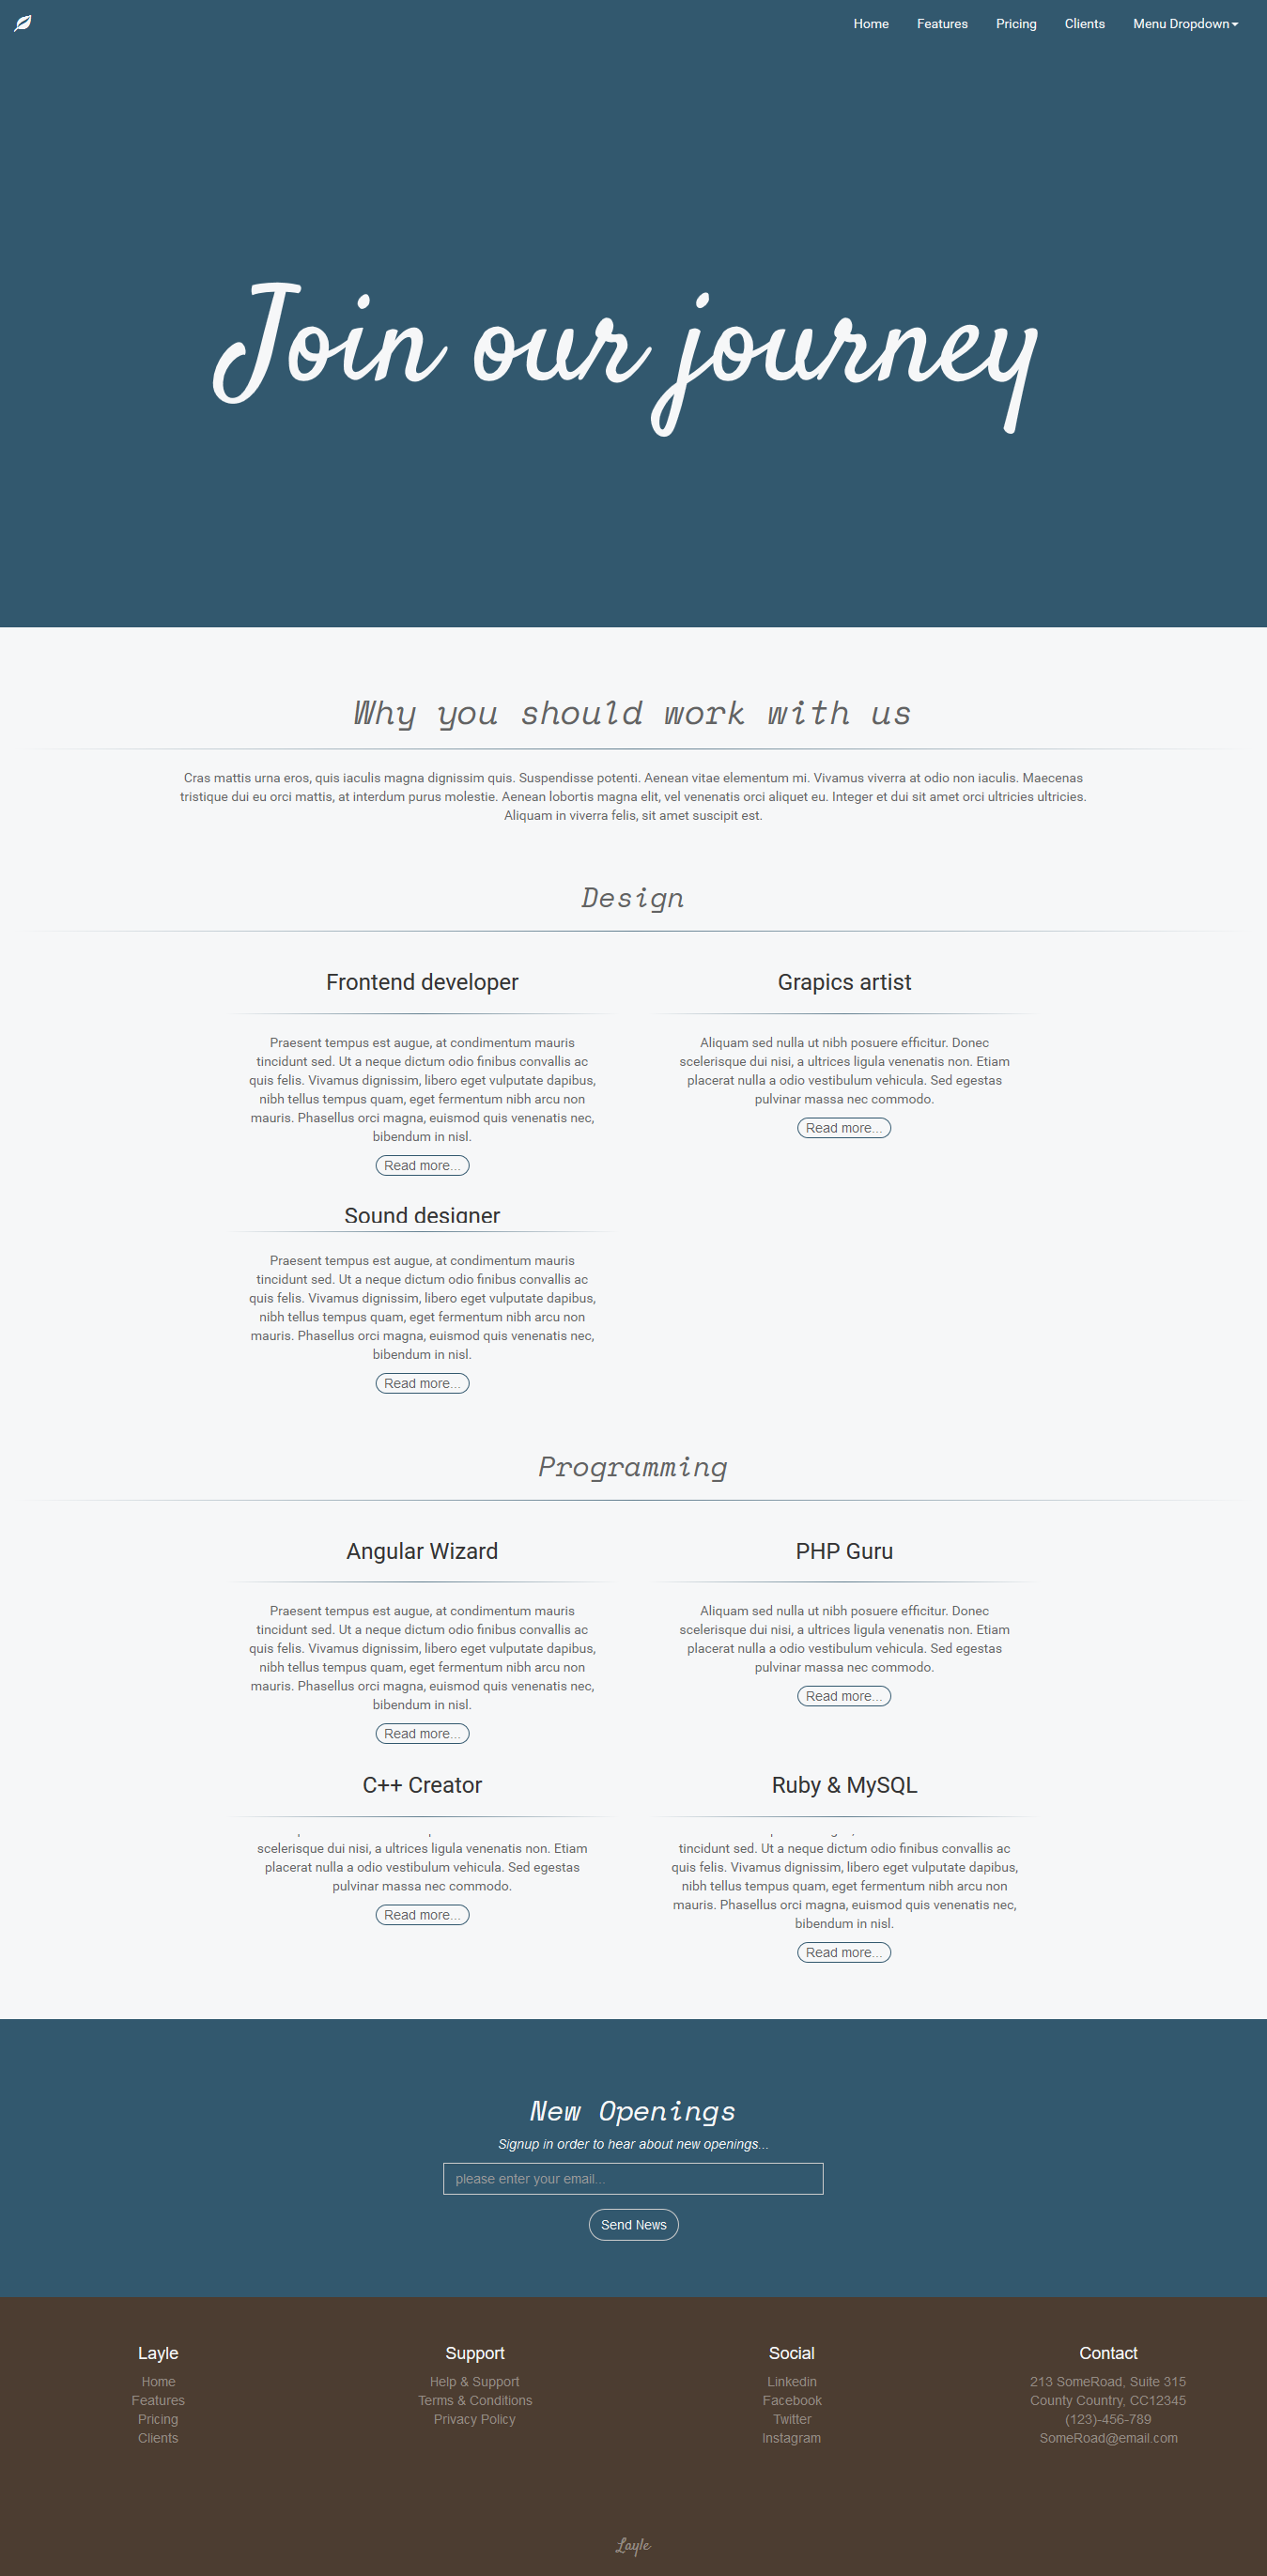 Home Features Pricing Clients Menu Dropdown
Join our journey
Why you should work with us
Cras mattis urna eros, quis iaculis magna dignissim quis. Suspendisse potenti. Aenean vitae elementum mi. Vivamus viverra at odio non iaculis. Maecenas
tristique dui eu orci mattis, at interdum purus molestie. Aenean lobortis magna elit, vel venenatis orci aliquet eu. Integer et dui sit amet orci ultricies ultricies.
Aliquam in viverra felis, sit amet suscipit est.
Design
Frontend developer
Praesent tempus est augue, at condimentum mauris
tincidunt sed. Ut a neque dictum odio finibus convallis ac
quis felis. Vivamus dignissim, libero eget vulputate dapibus,
nibh tellus tempus quam, eget fermentum nibh arcu non
mauris. Phasellus orci magna, euismod quis venenatis nec,
bibendum in nisl.
Read more...
Grapics artist
Aliquam sed nulla ut nibh posuere efficitur. Donec
scelerisque dui nisi, a ultrices ligula venenatis non. Etiam
placerat nulla a odio vestibulum vehicula. Sed egestas
pulvinar massa nec commodo.
Read more...
Sound designer
Praesent tempus est augue, at condimentum mauris
tincidunt sed. Ut a neque dictum odio finibus convallis ac
quis felis. Vivamus dignissim, libero eget vulputate dapibus,
nibh tellus tempus quam, eget fermentum nibh arcu non
mauris. Phasellus orci magna, euismod quis venenatis nec,
bibendum in nisl.
Read more...
Programming
Angular Wizard
Praesent tempus est augue, at condimentum mauris
tincidunt sed. Ut a neque dictum odio finibus convallis ac
quis felis. Vivamus dignissim, libero eget vulputate dapibus,
nibh tellus tempus quam, eget fermentum nibh arcu non
mauris. Phasellus orci magna, euismod quis venenatis nec,
bibendum in nisl.
Read more...
PHP Guru
Aliquam sed nulla ut nibh posuere efficitur. Donec
scelerisque dui nisi, a ultrices ligula venenatis non. Etiam
placerat nulla a odio vestibulum vehicula. Sed egestas
pulvinar massa nec commodo.
Read more...
C++ Creator
scelerisque dui nisi, a ultrices ligula venenatis non. Etiam
placerat nulla a odio vestibulum vehicula. Sed egestas
pulvinar massa nec commodo.
Read more...
Ruby & MySQL
tincidunt sed. Ut a neque dictum odio finibus convallis ac
quis felis. Vivamus dignissim, libero eget vulputate dapibus,
nibh tellus tempus quam, eget fermentum nibh arcu non
mauris. Phasellus orci magna, euismod quis venenatis nec,
bibendum in nisl.
Read more...
New Openings
Signup in order to hear about new openings...
please enter your email...
Send News
Layle
Home
Features
Pricing
Clients
Support
Help & Support
Terms & Conditions
Privacy Policy
Social
Linkedin
Facebook
Twitter
Instagram
Contact
213 SomeRoad, Suite 315
County Country, CC12345
(123)-456-789
SomeRoad@email.com
Layle